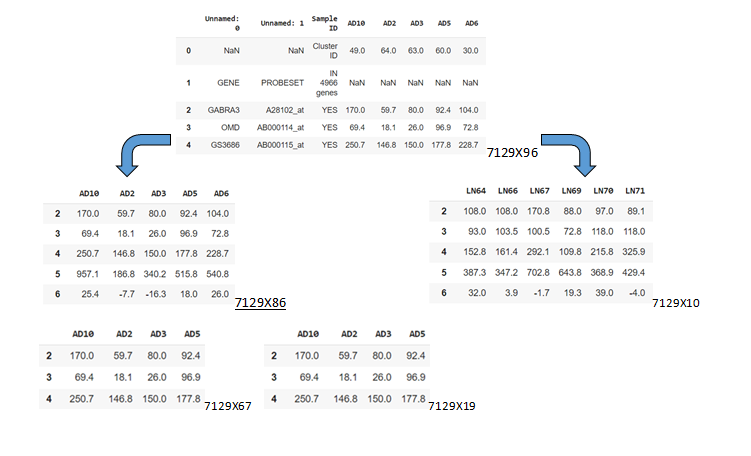 Unnamed: 0 Unnamed: 1 Sample ID AD10 AD2 AD3 AD5 AD6
0 NaN NaN Cluster ID 49.0 64.0 63.0 60.0 30.0
1 GENE PROBESET IN 4966 genes NaN NaN NaN NaN NaN
2 GABRA3 A28102_at YES 170.0 59.7 80.0 92.4 104.0
3 OMD AB000114_at YES 69.4 18.1 26.0 96.9 72.8
4 GS3686 AB000115_at YES 250.7 146.8 150.0 177.8 228.7
7129X96
AD10 AD2 AD3 AD5 AD6
2 170.0 59.7 80.0 92.4 104.0
3 69.4 18.1 26.0 96.9 72.8
4 250.7 146.8 150.0 177.8 228.7
5 957.1 186.8 340.2 515.8 540.8
6 25.4 -7.7 -16.3 18.0 26.0
7129X86
LN64 LN66 LN67 LN69 LN70 LN71
2 108.0 108.0 170.8 88.0 97.0 89.1
3 93.0 103.5 100.5 72.8 118.0 118.0
4 152.8 161.4 292.1 109.8 215.8 325.9
5 387.3 347.2 702.8 643.8 368.9 429.4
6 32.0 3.9 -1.7 19.3 39.0 -4.0
7129X10
AD10 AD2 AD3 AD5
2 170.0 59.7 80.0 92.4
3 69.4 18.1 26.0 96.9
4 250.7 146.8 150.0 177.8
7129X67
AD10 AD2 AD3 AD5
2 170.0 59.7 80.0 92.4
3 69.4 18.1 26.0 96.9
4 250.7 146.8 150.0 177.8
7129X19